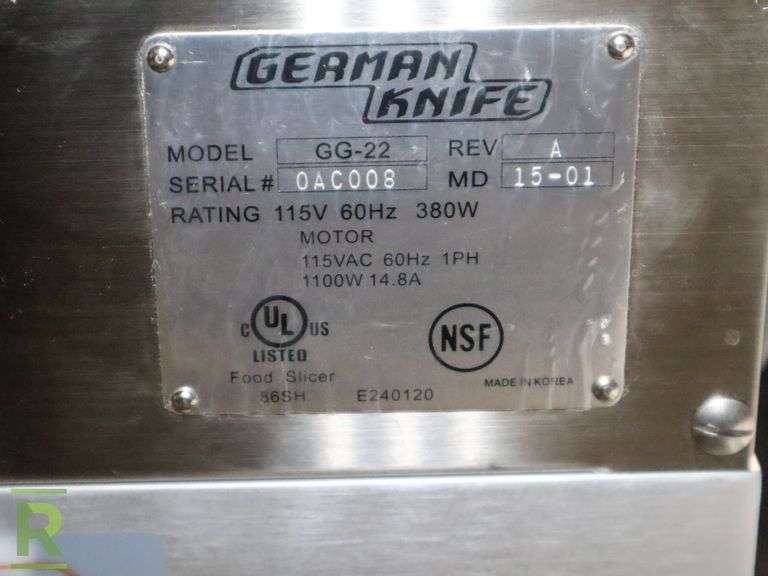 GERMAN
KNIFE
MODEL GG-22 REV A
SERIAL # 0AC008 MD 15-01
RATING 115V 60Hz 380W
MOTOR
115VAC 60Hz 1PH
1100W 14.8A
C UL US
LISTED
NSF
Food Slicer
MADE IN KOREA
86SH E240120
R